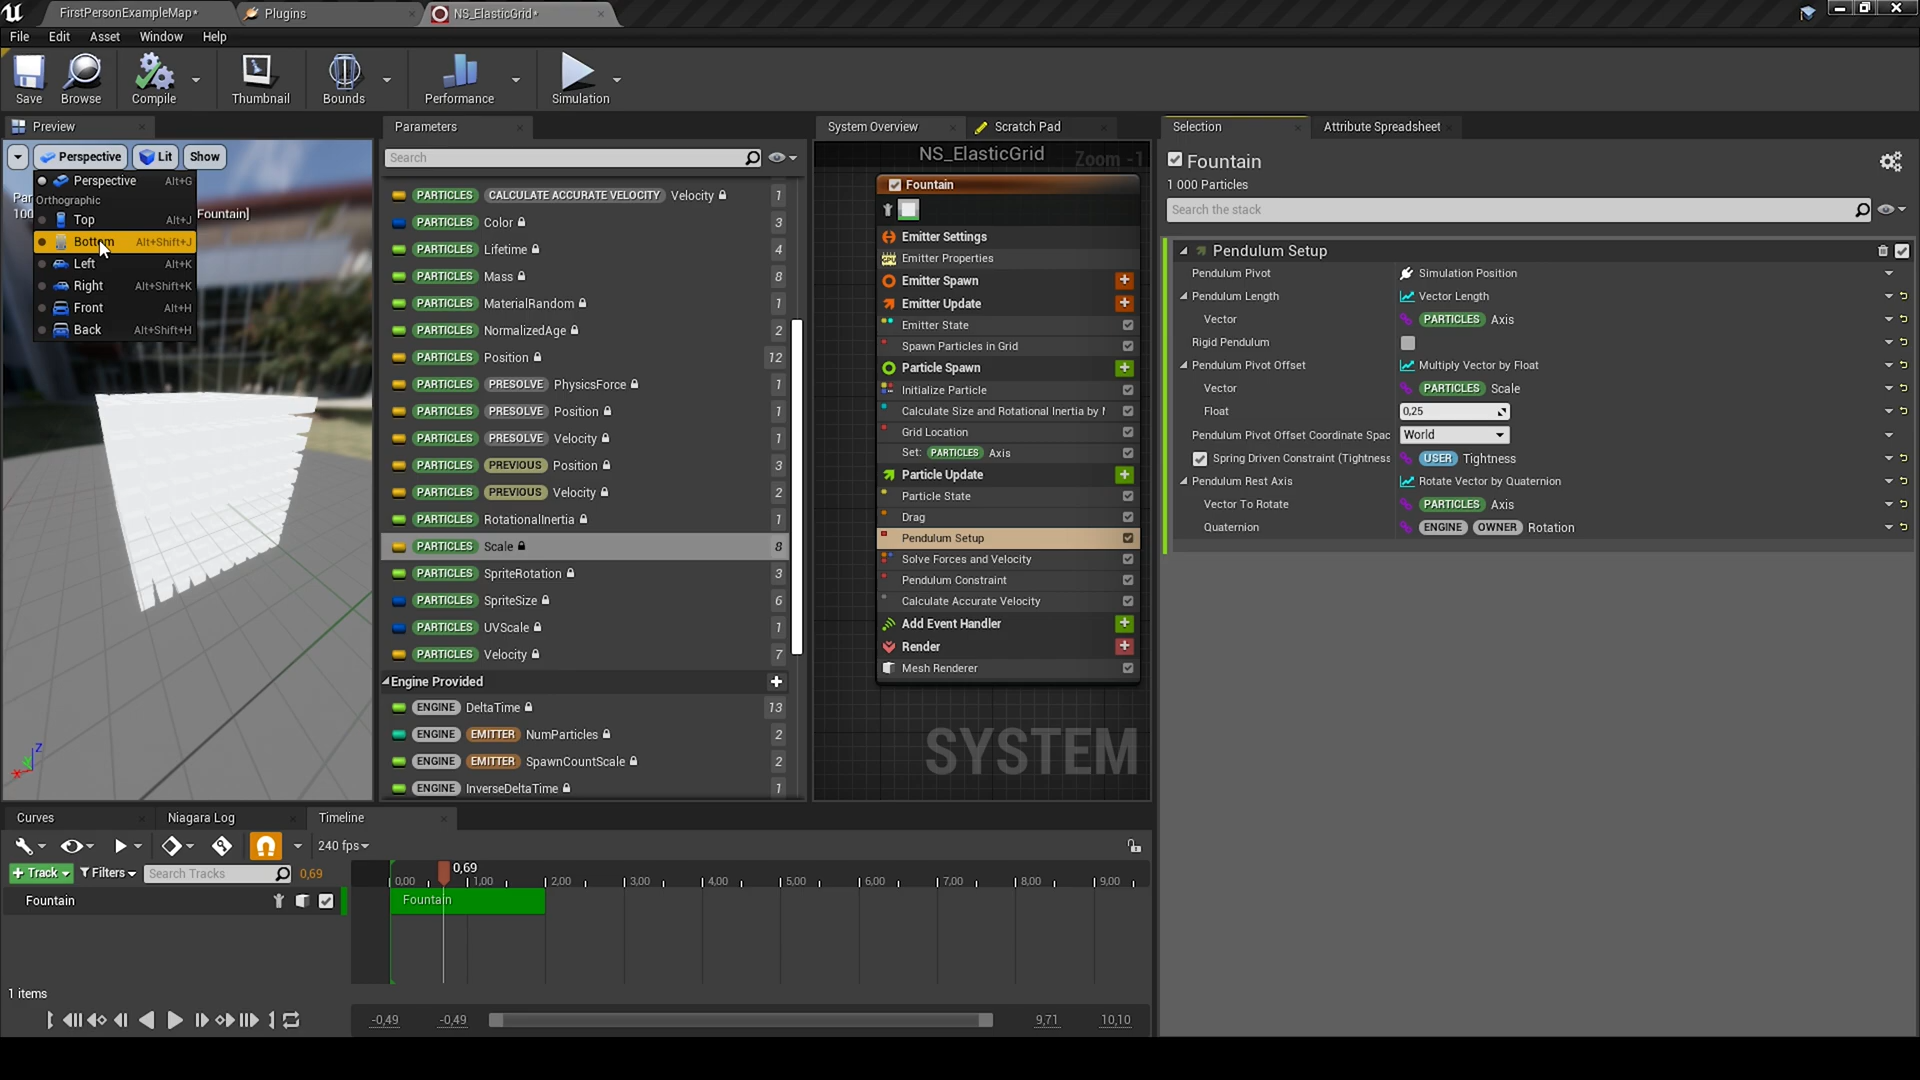 FirstPersonExampleMap*
Plugins
NS_ElasticGrid*
File Edit Asset Window Help
Save
Browse
Compile
Thumbnail
Bounds
Performance
Simulation
Preview
Perspective
Lit
Show
Perspective Alt+G
Orthographic
Top Alt+J
Bottom Alt+Shift+J
Left Alt+K
Right Alt+Shift+K
Front Alt+H
Back Alt+Shift+H
Fountain]
Z
Parameters
Search
PARTICLES CALCULATE ACCURATE VELOCITY Velocity 1
PARTICLES Color 3
PARTICLES Lifetime 4
PARTICLES Mass 8
PARTICLES MaterialRandom 1
PARTICLES NormalizedAge 2
PARTICLES Position 12
PARTICLES PRESOLVE PhysicsForce 1
PARTICLES PRESOLVE Position 1
PARTICLES PRESOLVE Velocity 1
PARTICLES PREVIOUS Position 3
PARTICLES PREVIOUS Velocity 2
PARTICLES RotationalInertia 1
PARTICLES Scale 8
PARTICLES SpriteRotation 3
PARTICLES SpriteSize 6
PARTICLES UVScale 1
PARTICLES Velocity 7
Engine Provided
ENGINE DeltaTime 13
ENGINE EMITTER NumParticles 2
ENGINE EMITTER SpawnCountScale 2
ENGINE InverseDeltaTime 1
System Overview
Scratch Pad
NS_ElasticGrid
Zoom -1
Fountain
Emitter Settings
Emitter Properties
Emitter Spawn
Emitter Update
Emitter State
Spawn Particles in Grid
Particle Spawn
Initialize Particle
Calculate Size and Rotational Inertia by
Grid Location
Set: PARTICLES Axis
Particle Update
Particle State
Drag
Pendulum Setup
Solve Forces and Velocity
Pendulum Constraint
Calculate Accurate Velocity
Add Event Handler
Render
Mesh Renderer
SYSTEM
Selection
Attribute Spreadsheet
Fountain
1 000 Particles
Search the stack
Pendulum Setup
Pendulum Pivot Simulation Position
Pendulum Length Vector Length
Vector PARTICLES Axis
Rigid Pendulum
Pendulum Pivot Offset Multiply Vector by Float
Vector PARTICLES Scale
Float 0,25
Pendulum Pivot Offset Coordinate Spac World
Spring Driven Constraint (Tightness USER Tightness
Pendulum Rest Axis Rotate Vector by Quaternion
Vector To Rotate PARTICLES Axis
Quaternion ENGINE OWNER Rotation
Curves
Niagara Log
Timeline
240 fps
Track
Filters
Search Tracks
0,69
0,69
0,00 1,00 2,00 3,00 4,00 5,00 6,00 7,00 8,00 9,00
Fountain
Fountain
1 items
-0,49 -0,49 9,71 10,10